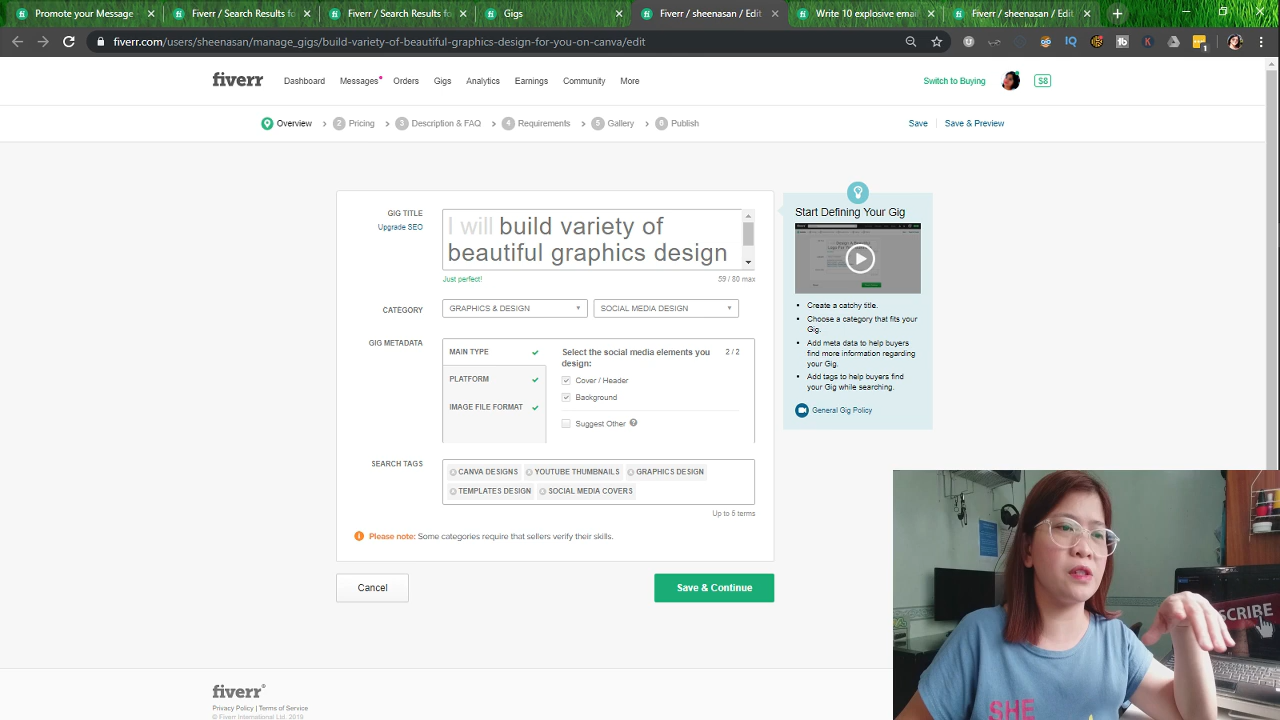 Promote your Messenger
Fiverr / Search Results fo
Fiverr / Search Results fo
Gigs
Fiverr / sheenasan / Edit
Write 10 explosive emai
Fiverr / sheenasan / Edit
fiverr.com/users/sheenasan/manage_gigs/build-variety-of-beautiful-graphics-design-for-you-on-canva/edit
fiverr
Dashboard
Messages
Orders
Gigs
Analytics
Earnings
Community
More
Switch to Buying
$8
Overview
2 Pricing
3 Description & FAQ
4 Requirements
5 Gallery
6 Publish
Save
Save & Preview
GIG TITLE
Upgrade SEO
I will build variety of
beautiful graphics design
Just perfect!
59 / 80 max
CATEGORY
GRAPHICS & DESIGN
SOCIAL MEDIA DESIGN
GIG METADATA
MAIN TYPE
PLATFORM
IMAGE FILE FORMAT
Select the social media elements you
design:
2 / 2
Cover / Header
Background
Suggest Other
SEARCH TAGS
CANVA DESIGNS
YOUTUBE THUMBNAILS
GRAPHICS DESIGN
TEMPLATES DESIGN
SOCIAL MEDIA COVERS
Up to 5 terms
Please note: Some categories require that sellers verify their skills.
Cancel
Save & Continue
Start Defining Your Gig
Create a catchy title.
Choose a category that fits your
Gig.
Add meta data to help buyers
find more information regarding
your Gig.
Add tags to help buyers find
your Gig while searching.
General Gig Policy
fiverr
Privacy Policy | Terms of Service
© Fiverr International Ltd. 2019
SCRIBE
SHE